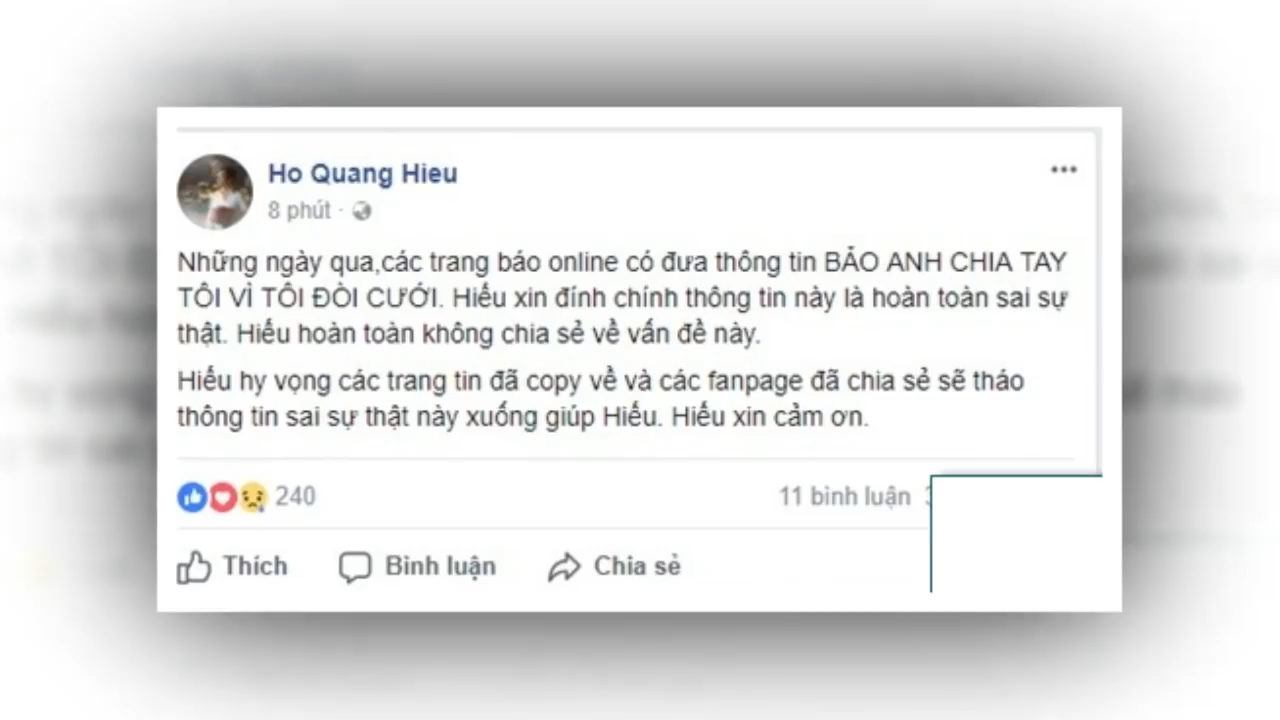 Ho Quang Hieu
8 phút ·
Những ngày qua,các trang báo online có đưa thông tin BẢO ANH CHIA TAY
TÔI VÌ TÔI ĐÒI CƯỚI. Hiếu xin đính chính thông tin này là hoàn toàn sai sự
thật. Hiếu hoàn toàn không chia sẻ về vấn đề này.
Hiếu hy vọng các trang tin đã copy về và các fanpage đã chia sẻ sẽ tháo
thông tin sai sự thật này xuống giúp Hiếu. Hiếu xin cảm ơn.
240 11 bình luận
Thích Bình luận Chia sẻ